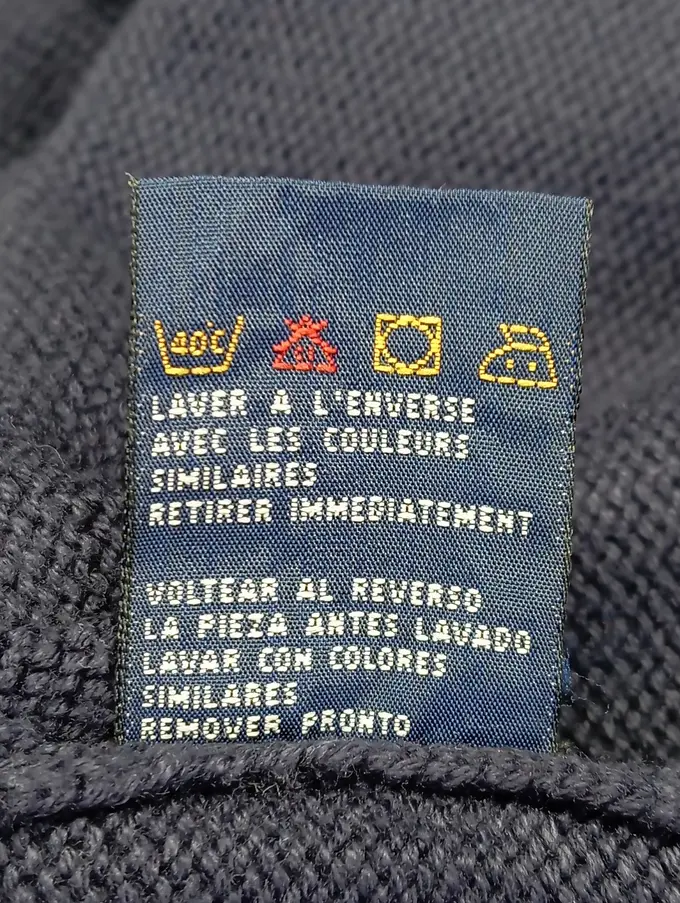 40°C
LAVER A L'ENVERSE
AVEC LES COULEURS
SIMILAIRES
RETIRER IMMEDIATEMENT
VOLTEAR AL REVERSO
LA PIEZA ANTES LAVADO
LAVAR CON COLORES
SIMILARES
REMOVER PRONTO